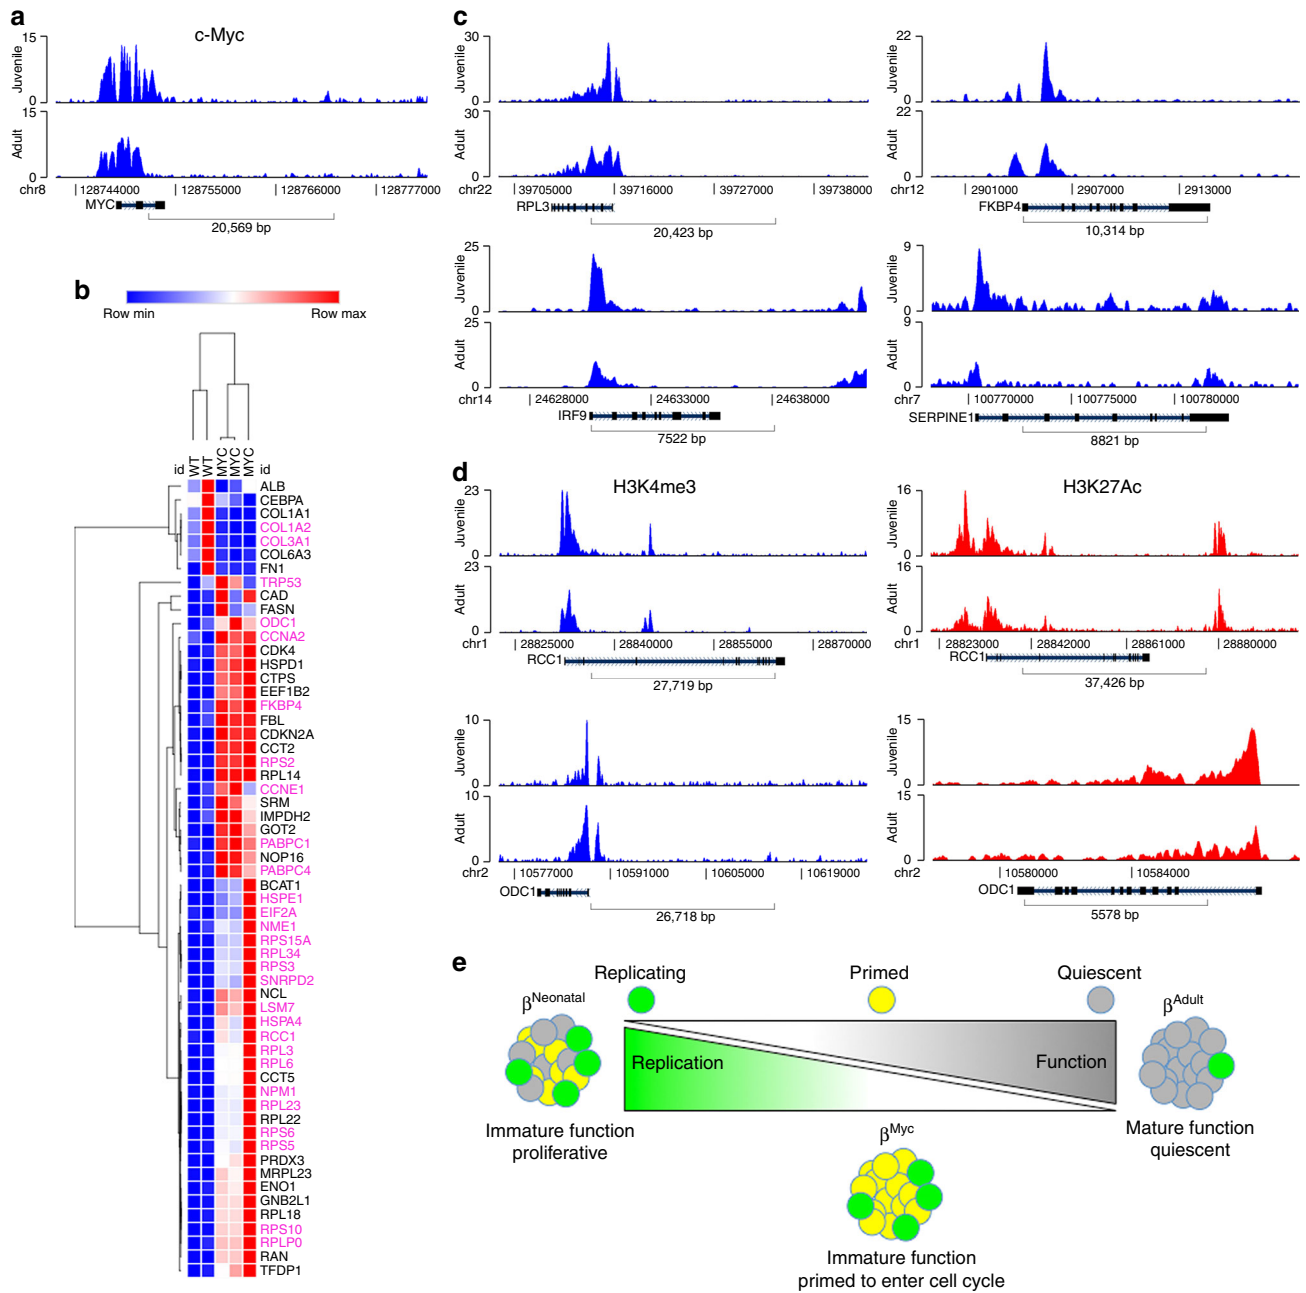 a
c-Myc
15
Juvenile
0
15
Adult
0
chr8
128744000
128755000
128766000
128777000
MYC
20,569 bp
b
Row min
Row max
id
WT
WT
MYC
MYC
MYC
id
ALB
CEBPA
COL1A1
COL1A2
COL3A1
COL6A3
FN1
TRP53
CAD
FASN
ODC1
CCNA2
CDK4
HSPD1
CTPS
EEF1B2
FKBP4
FBL
CDKN2A
CCT2
RPS2
RPL14
CCNE1
SRM
IMPDH2
GOT2
PABPC1
NOP16
PABPC4
BCAT1
HSPE1
EIF2A
NME1
RPS15A
RPL34
RPS3
SNRPD2
NCL
LSM7
HSPA4
RCC1
RPL3
RPL6
CCT5
NPM1
RPL23
RPL22
RPS6
RPS5
PRDX3
MRPL23
ENO1
GNB2L1
RPL18
RPS10
RPLP0
RAN
TFDP1
c
30
Juvenile
0
30
Adult
0
chr22
39705000
39716000
39727000
39738000
RPL3
20,423 bp
22
Juvenile
0
22
Adult
0
chr12
29901000
29907000
29913000
FKBP4
10,314 bp
25
Juvenile
0
25
Adult
0
chr14
24628000
24633000
24638000
IRF9
7522 bp
9
Juvenile
0
9
Adult
0
chr7
100770000
100775000
100780000
SERPINE1
8821 bp
d
H3K4me3
23
Juvenile
0
23
Adult
0
chr1
28825000
28840000
28855000
28870000
RCC1
27,719 bp
H3K27Ac
16
Juvenile
0
16
Adult
0
chr1
28823000
28842000
28861000
28880000
RCC1
37,426 bp
10
Juvenile
0
10
Adult
0
chr2
10577000
10591000
10605000
10619000
ODC1
26,718 bp
15
Juvenile
0
15
Adult
0
chr2
10580000
10584000
ODC1
5578 bp
e
Replicating
Primed
Quiescent
βNeonatal
βAdult
Replication
Function
Immature function
proliferative
βMyc
Mature function
quiescent
Immature function
primed to enter cell cycle